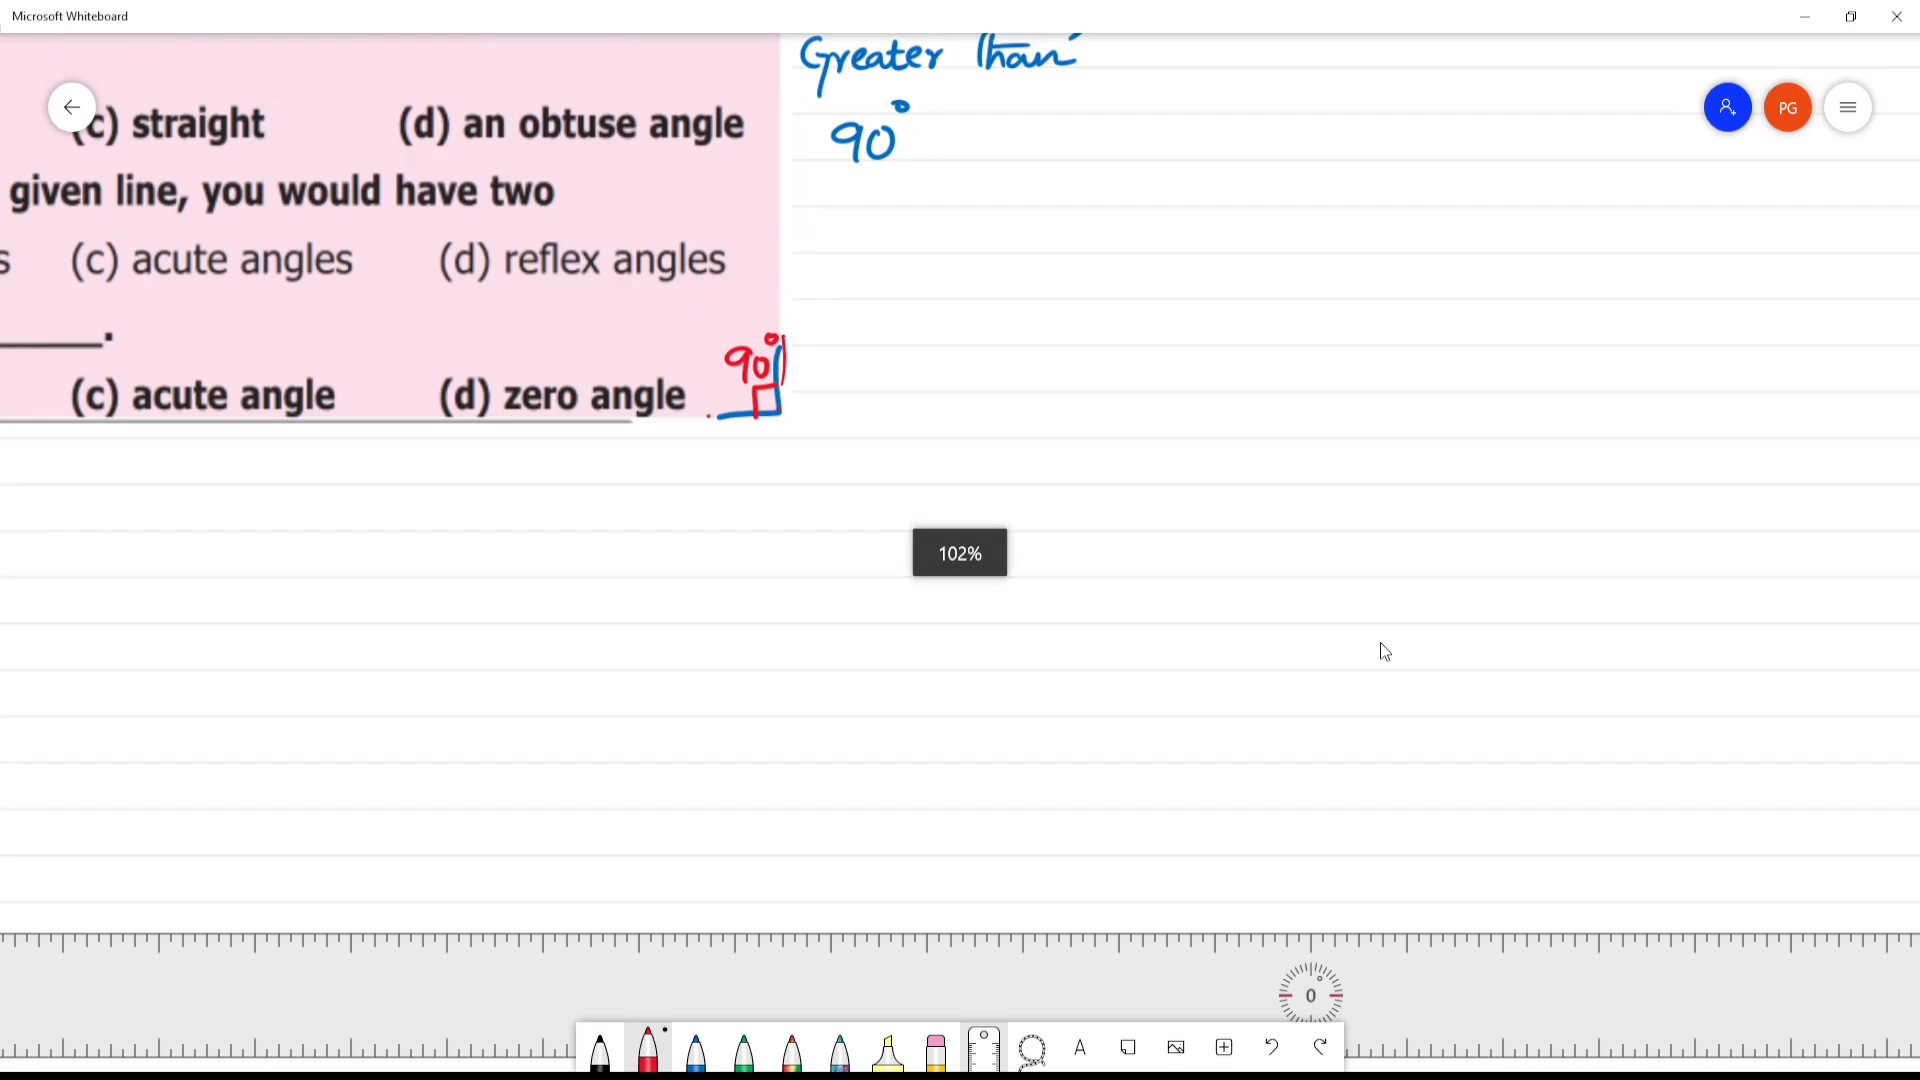 Microsoft Whiteboard
Greater than
90°
(c) straight (d) an obtuse angle
given line, you would have two
s (c) acute angles (d) reflex angles
______.
90°
(c) acute angle (d) zero angle
102%
PG
0
A